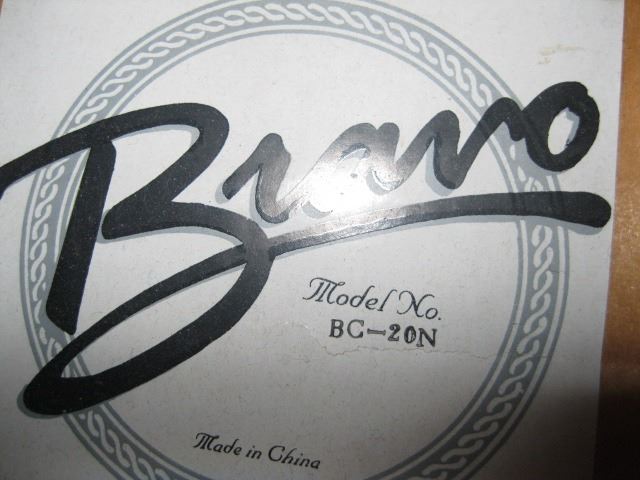 Bravo
Model No.
BC-20N
Made in China